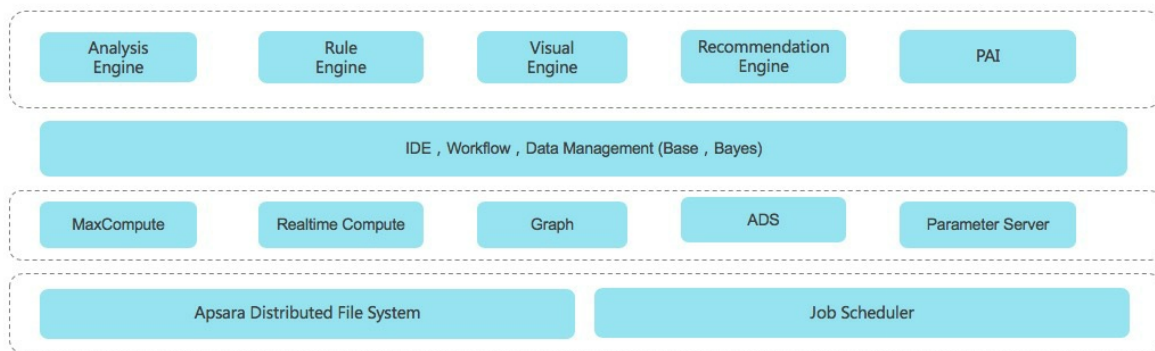 Analysis
Engine
Rule
Engine
Visual
Engine
Recommendation
Engine
PAI
IDE，Workflow，Data Management (Base，Bayes)
MaxCompute
Realtime Compute
Graph
ADS
Parameter Server
Apsara Distributed File System
Job Scheduler